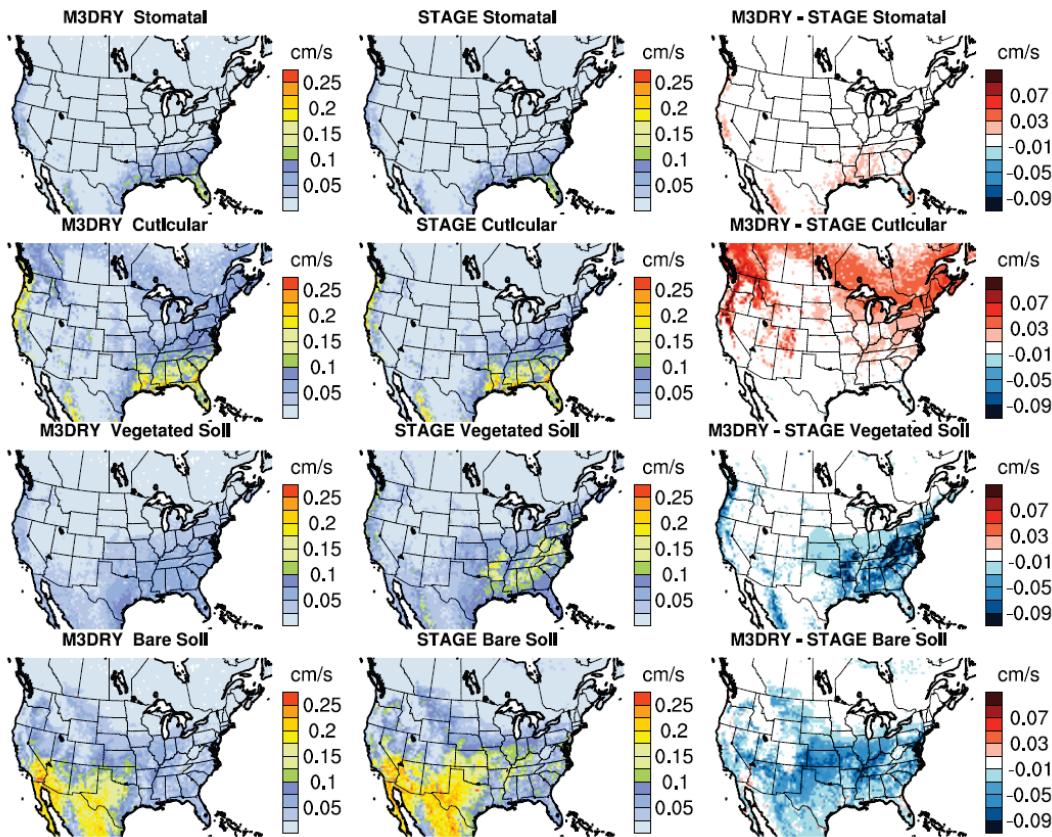 M3DRY Stomatal
STAGE Stomatal
M3DRY - STAGE Stomatal
cm/s
0.25
0.2
0.15
0.1
0.05
cm/s
0.25
0.2
0.15
0.1
0.05
cm/s
0.07
0.03
-0.01
-0.05
-0.09
M3DRY Cuticular
STAGE Cuticular
M3DRY - STAGE Cuticular
cm/s
0.25
0.2
0.15
0.1
0.05
cm/s
0.25
0.2
0.15
0.1
0.05
cm/s
0.07
0.03
-0.01
-0.05
-0.09
M3DRY Vegetated Soil
STAGE Vegetated Soil
M3DRY - STAGE Vegetated Soil
cm/s
0.25
0.2
0.15
0.1
0.05
cm/s
0.25
0.2
0.15
0.1
0.05
cm/s
0.07
0.03
-0.01
-0.05
-0.09
M3DRY Bare Soil
STAGE Bare Soil
M3DRY - STAGE Bare Soil
cm/s
0.25
0.2
0.15
0.1
0.05
cm/s
0.25
0.2
0.15
0.1
0.05
cm/s
0.07
0.03
-0.01
-0.05
-0.09